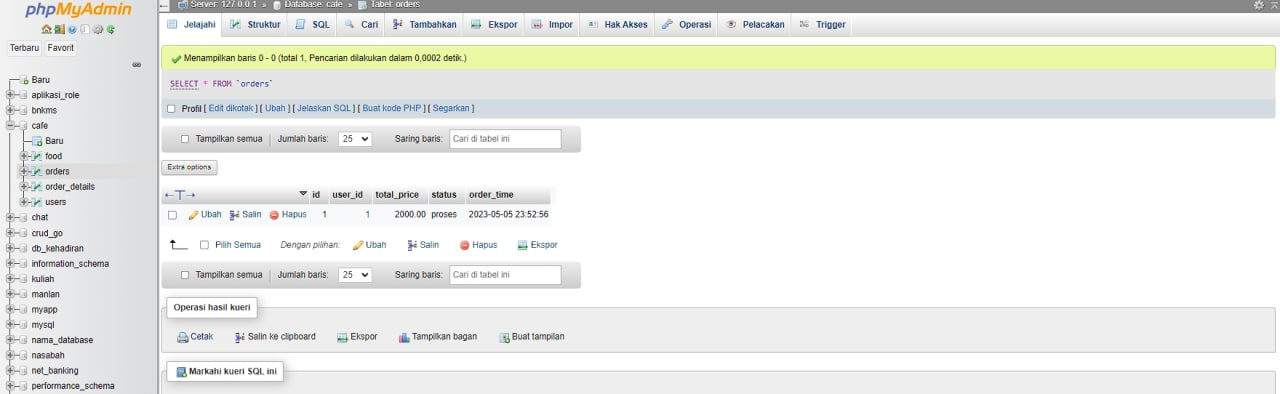 phpMyAdmin
Terbaru Favorit
Baru
aplikasi_role
bnkms
cafe
Baru
food
orders
order_details
users
chat
crud_go
db_kehadiran
information_schema
kuliah
manlan
myapp
mysql
nama_database
nasabah
net_banking
performance_schema
Server: 127.0.0.1 » Database: cafe » Tabel: orders
Jelajahi Struktur SQL Cari Tambahkan Ekspor Impor Hak Akses Operasi Pelacakan Trigger
Menampilkan baris 0 - 0 (total 1, Pencarian dilakukan dalam 0,0002 detik.)
SELECT * FROM `orders`
Profil [ Edit dikotak ] [ Ubah ] [ Jelaskan SQL ] [ Buat kode PHP ] [ Segarkan ]
Tampilkan semua | Jumlah baris: 25 Saring baris: Cari di tabel ini
Extra options
←T→ id user_id total_price status order_time
Ubah Salin Hapus 1 1 2000.00 proses 2023-05-05 23:52:56
Pilih Semua Dengan pilihan: Ubah Salin Hapus Ekspor
Tampilkan semua | Jumlah baris: 25 Saring baris: Cari di tabel ini
Operasi hasil kueri
Cetak Salin ke clipboard Ekspor Tampilkan bagan Buat tampilan
Markahi kueri SQL ini